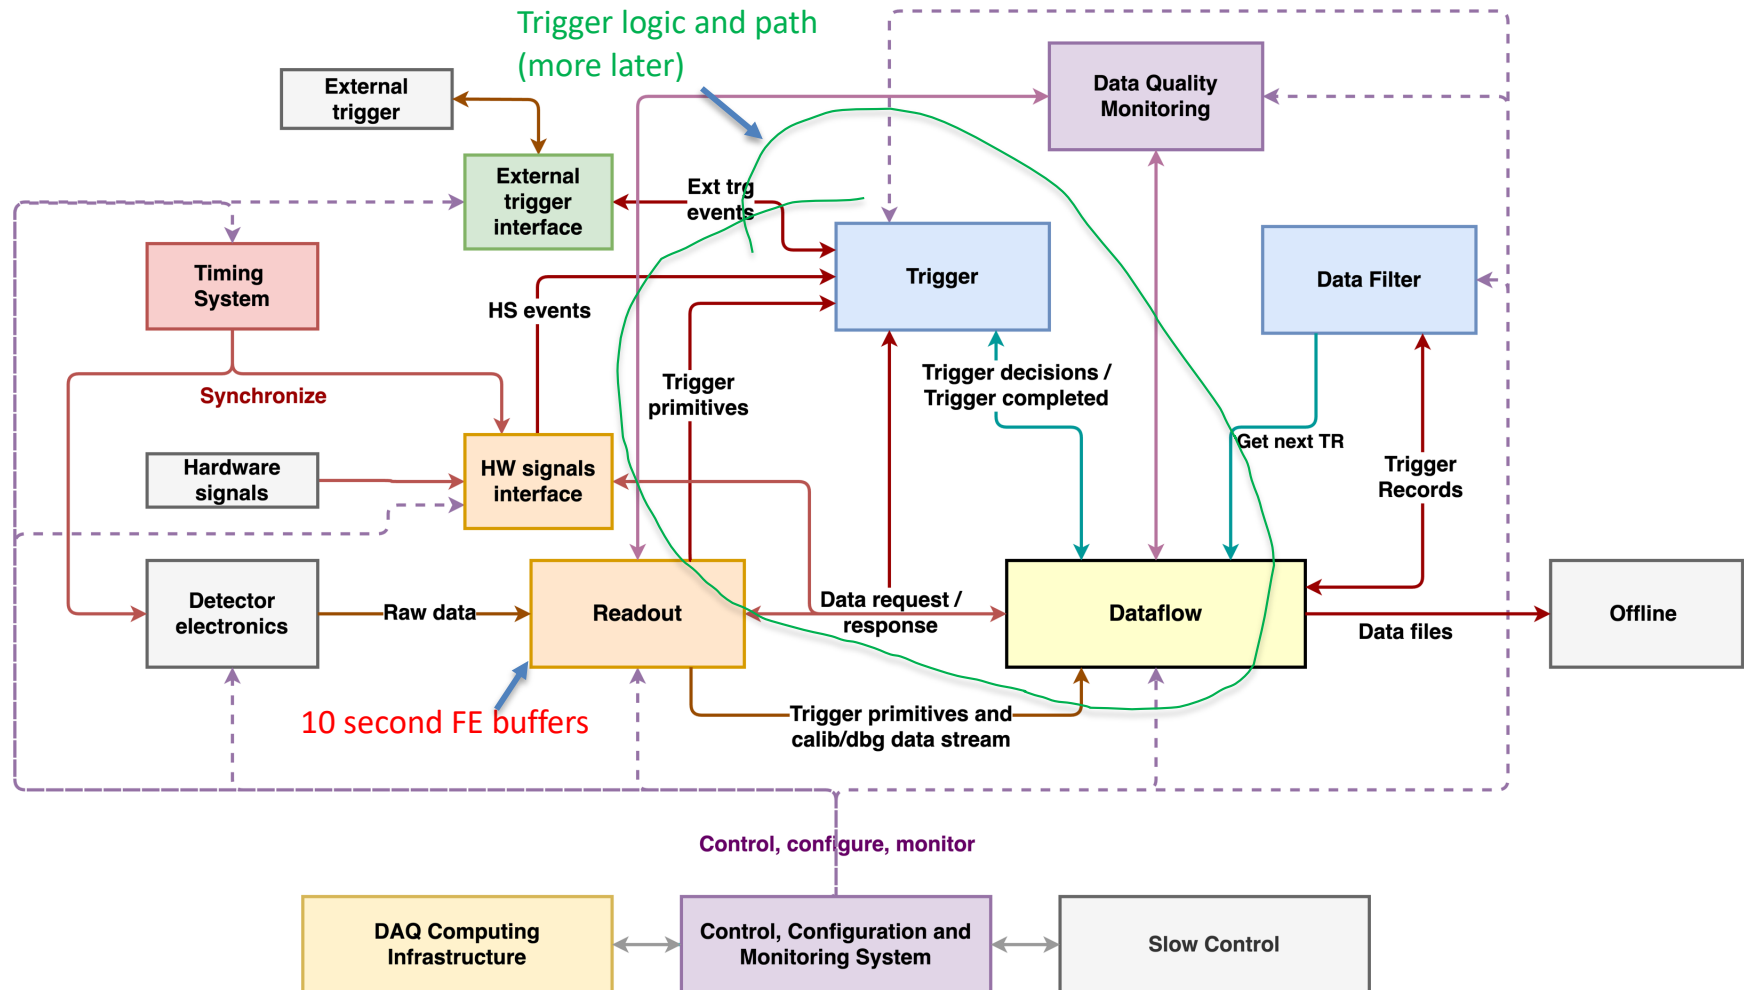 Trigger logic and path
(more later)
External
trigger
Data Quality
Monitoring
External
trigger
interface
Ext trg
events
Timing
System
Trigger
Data Filter
HS events
Synchronize
Trigger
primitives
Trigger decisions /
Trigger completed
Get next TR
Trigger
Records
Hardware
signals
HW signals
interface
Detector
electronics
Raw data
Readout
Data request /
response
Dataflow
Data files
Offline
10 second FE buffers
Trigger primitives and
calib/dbg data stream
Control, configure, monitor
DAQ Computing
Infrastructure
Control, Configuration and
Monitoring System
Slow Control